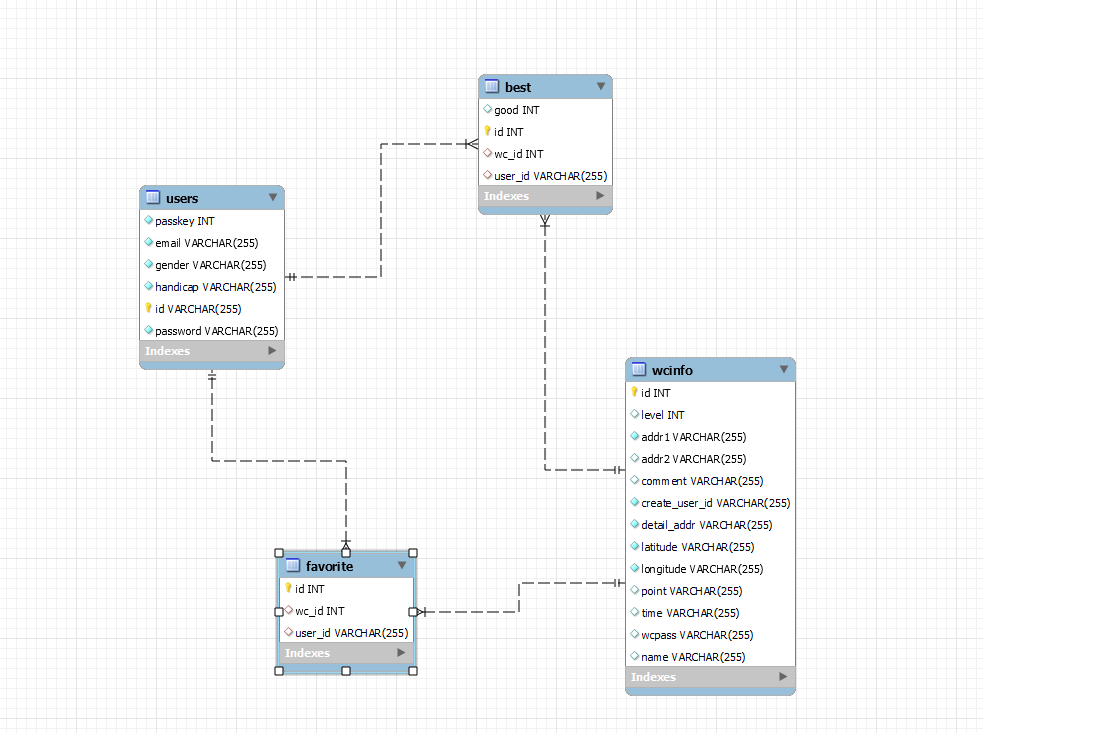 best
good INT
id INT
wc_id INT
user_id VARCHAR(255)
Indexes
users
passkey INT
email VARCHAR(255)
gender VARCHAR(255)
handicap VARCHAR(255)
id VARCHAR(255)
password VARCHAR(255)
Indexes
wcinfo
id INT
level INT
addr1 VARCHAR(255)
addr2 VARCHAR(255)
comment VARCHAR(255)
create_user_id VARCHAR(255)
detail_addr VARCHAR(255)
latitude VARCHAR(255)
longitude VARCHAR(255)
point VARCHAR(255)
time VARCHAR(255)
wcpass VARCHAR(255)
name VARCHAR(255)
Indexes
favorite
id INT
wc_id INT
user_id VARCHAR(255)
Indexes